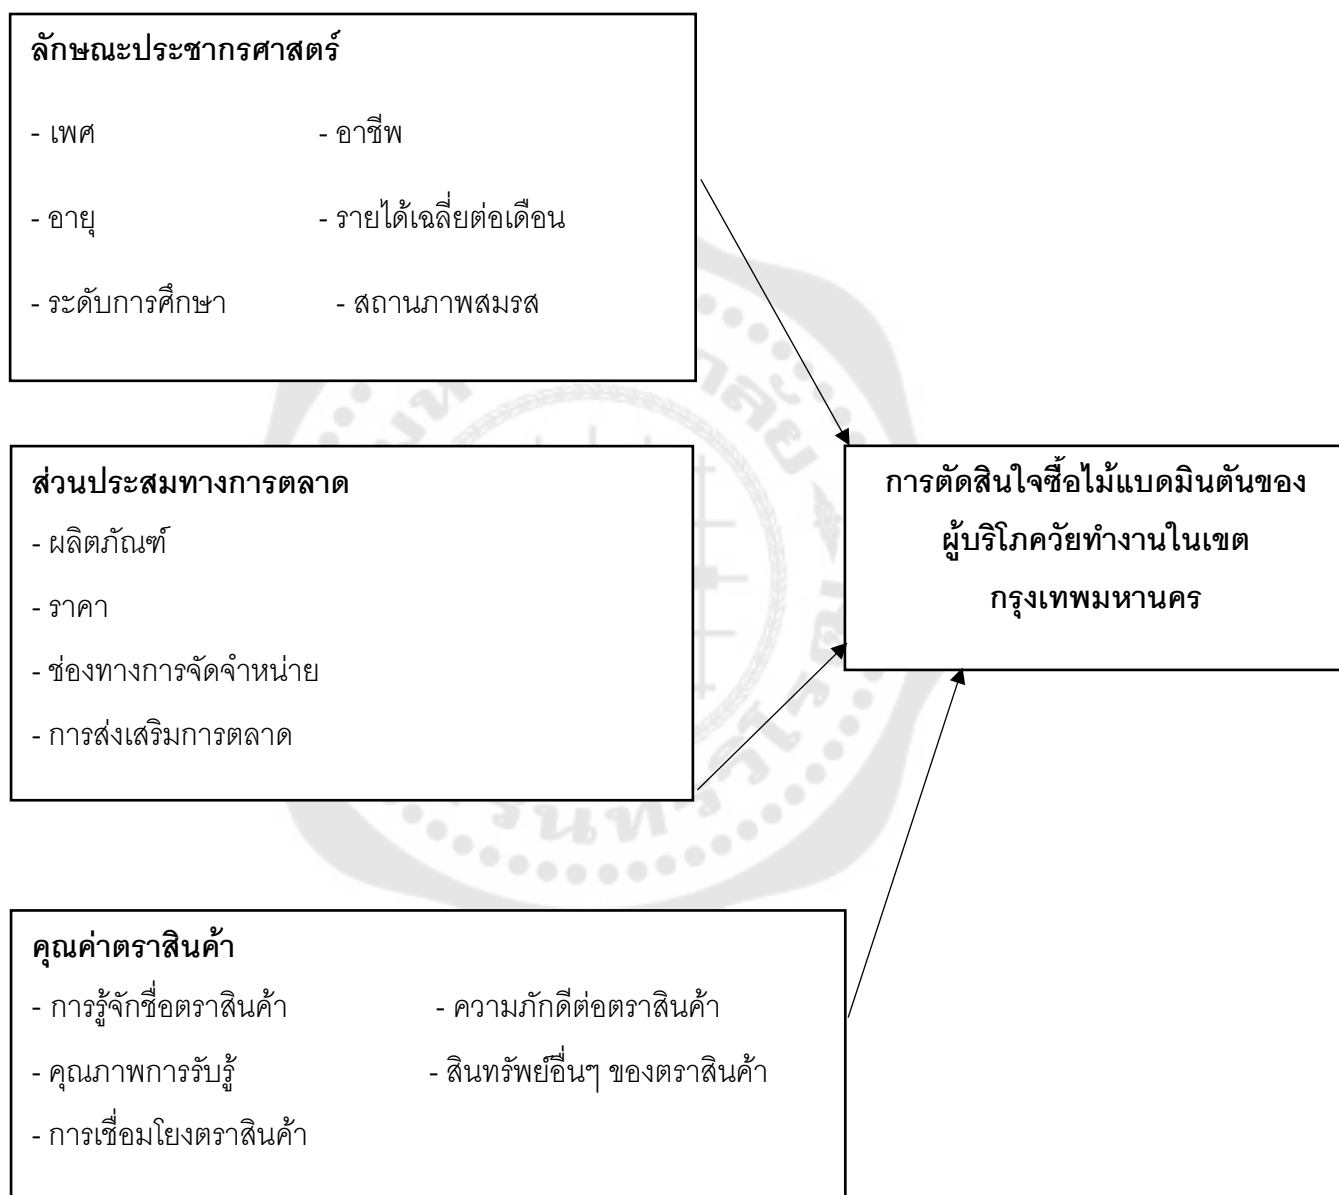 ลักษณะประชากรศาสตร์
- เพศ - อาชีพ
- อายุ - รายได้เฉลี่ยต่อเดือน
- ระดับการศึกษา - สถานภาพสมรส
ส่วนประสมทางการตลาด
- ผลิตภัณฑ์
- ราคา
- ช่องทางการจัดจำหน่าย
- การส่งเสริมการตลาด
การตัดสินใจซื้อไม้แบดมินตันของ
ผู้บริโภควัยทำงานในเขต
กรุงเทพมหานคร
คุณค่าตราสินค้า
- การรู้จักชื่อตราสินค้า - ความภักดีต่อตราสินค้า
- คุณภาพการรับรู้ - สินทรัพย์อื่นๆ ของตราสินค้า
- การเชื่อมโยงตราสินค้า